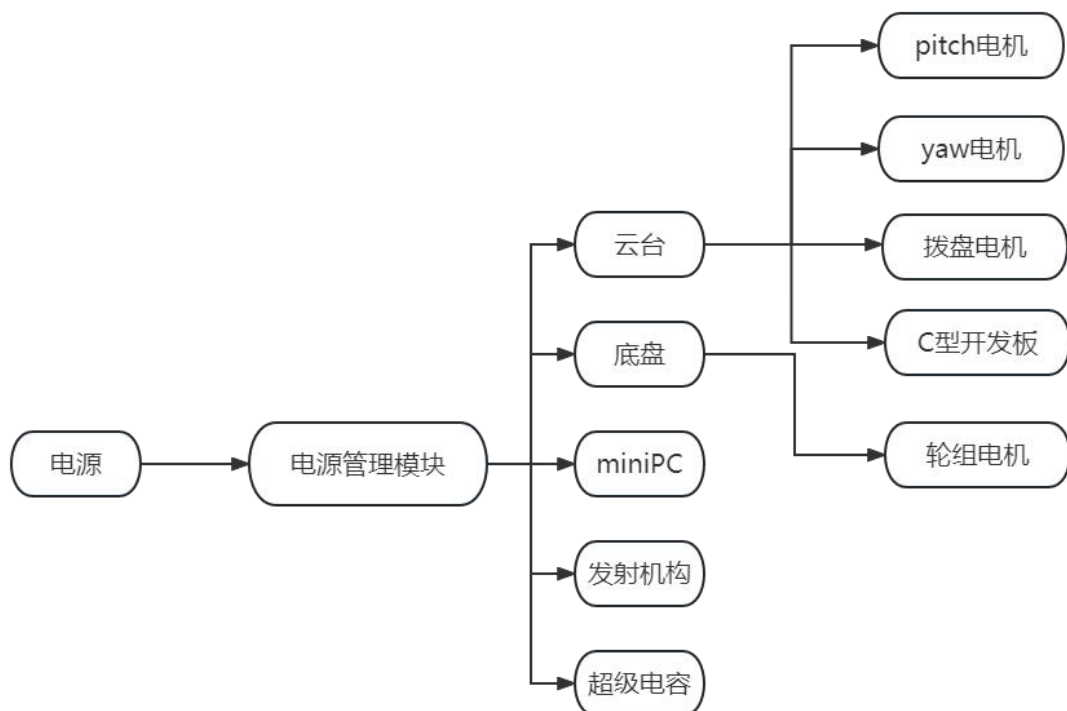 pitch电机
yaw电机
云台
拨盘电机
底盘
C型开发板
电源
电源管理模块
miniPC
轮组电机
发射机构
超级电容